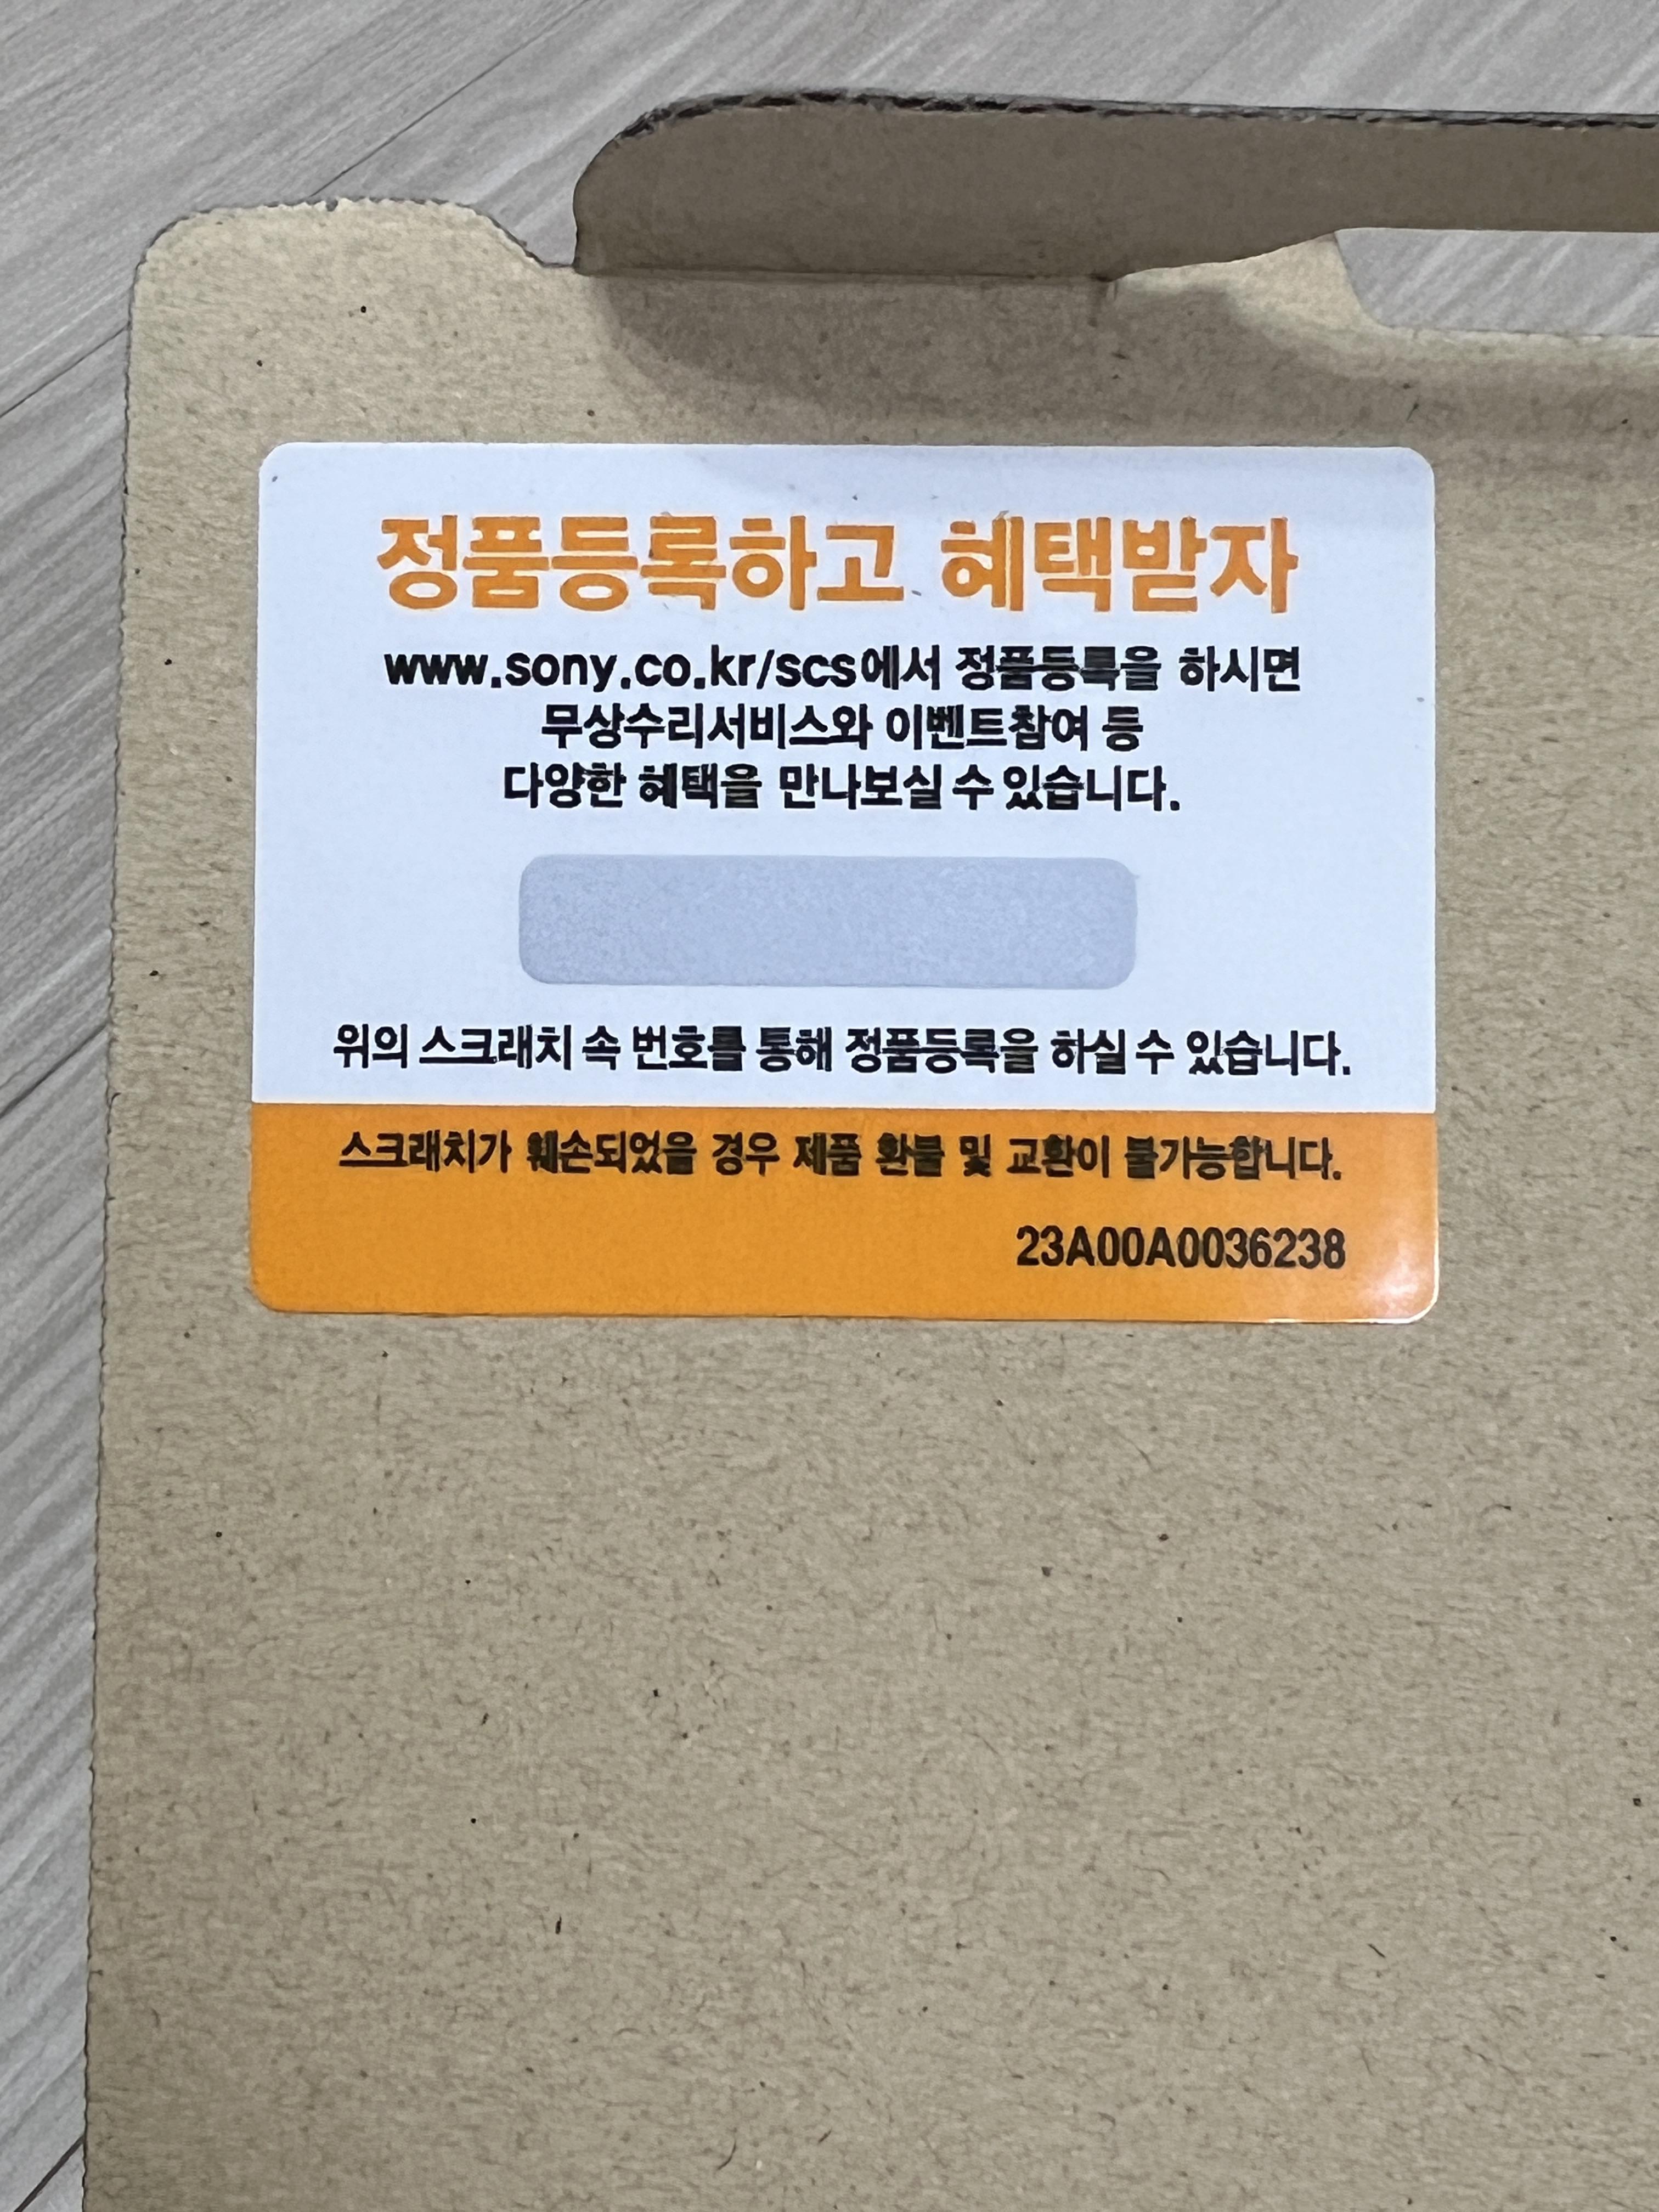 정품등록하고 혜택받자
www.sony.co.kr/scs에서 정품등록을 하시면
무상수리서비스와 이벤트참여 등
다양한 혜택을 만나보실 수 있습니다.
위의 스크래치 속 번호를 통해 정품등록을 하실 수 있습니다.
스크래치가 훼손되었을 경우 제품 환불 및 교환이 불가능합니다.
23A00A0036238